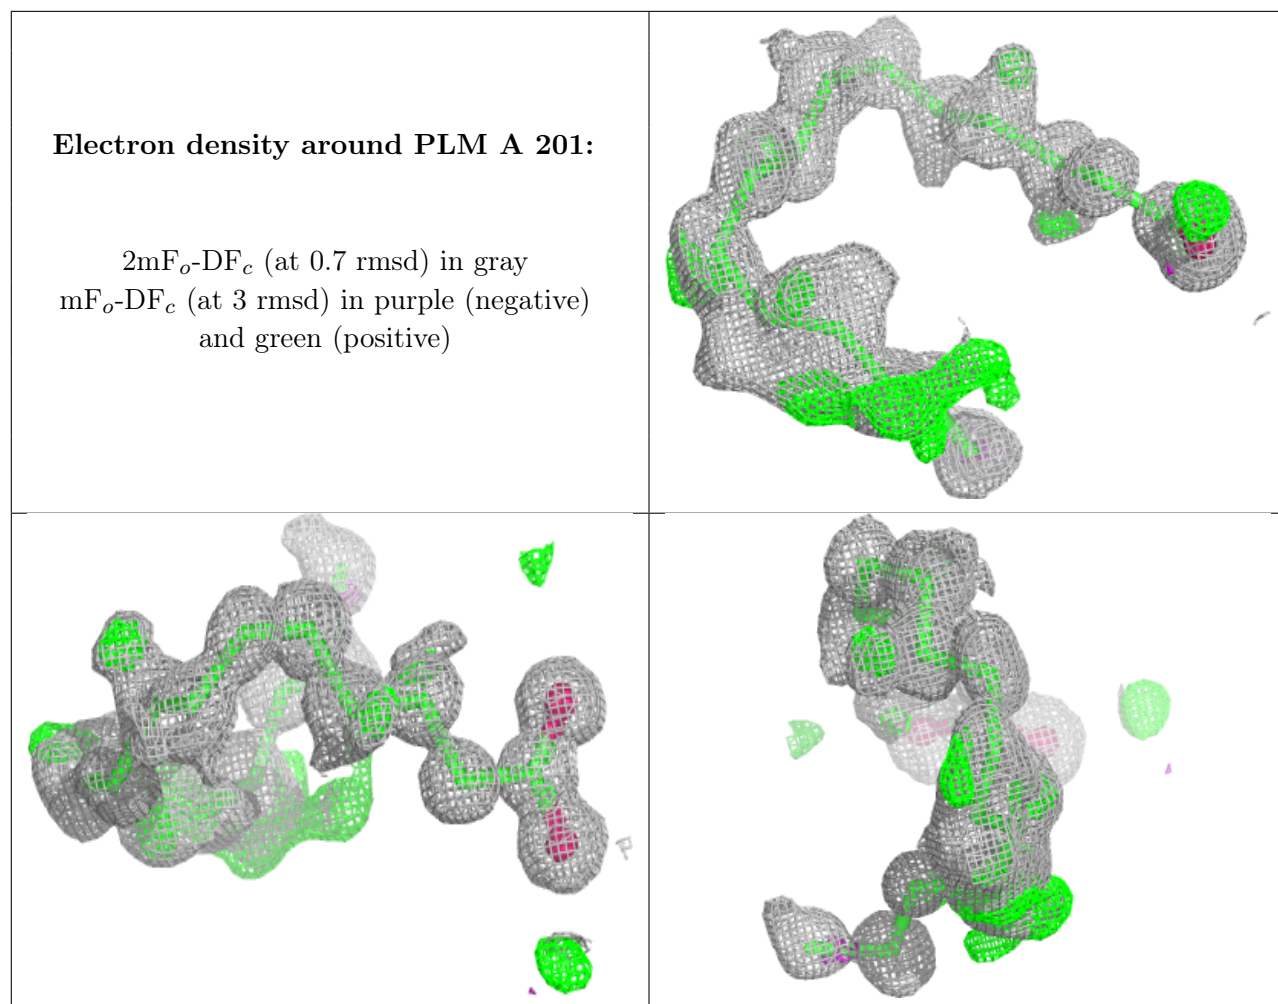 Electron density around PLM A 201:
2mFo-DFc (at 0.7 rmsd) in gray
mFo-DFc (at 3 rmsd) in purple (negative)
and green (positive)